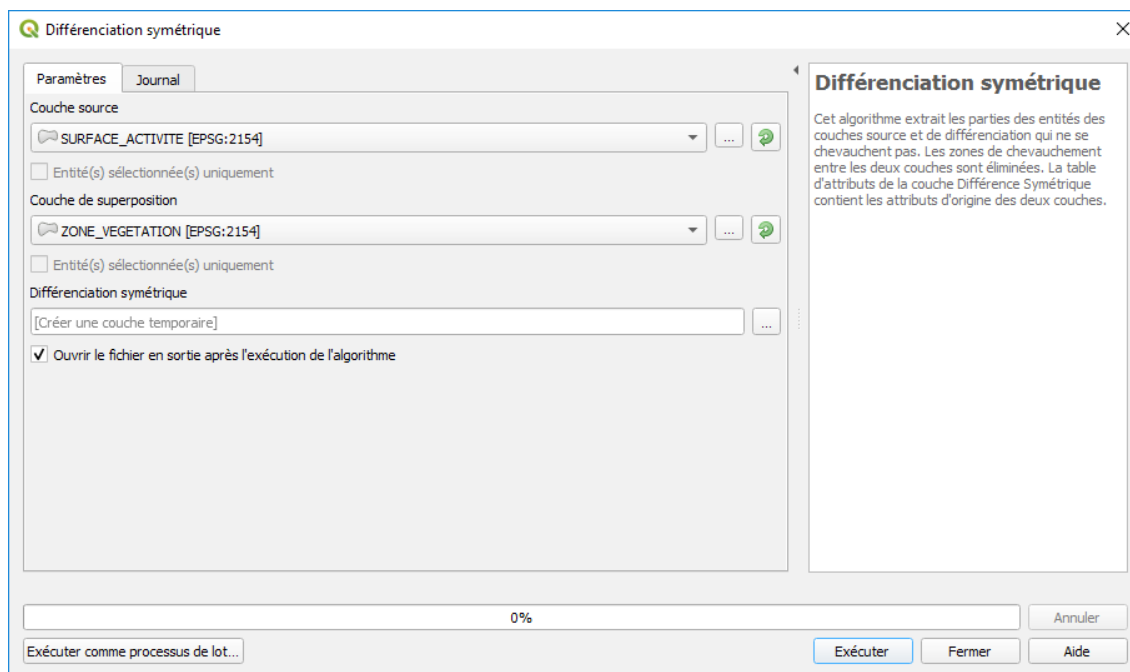 Différenciation symétrique
Paramètres
Journal
Couche source
SURFACE_ACTIVITE [EPSG:2154]
...
Entité(s) sélectionnée(s) uniquement
Couche de superposition
ZONE_VEGETATION [EPSG:2154]
...
Entité(s) sélectionnée(s) uniquement
Différenciation symétrique
[Créer une couche temporaire]
...
Ouvrir le fichier en sortie après l'exécution de l'algorithme
Différenciation symétrique
Cet algorithme extrait les parties des entités des
couches source et de différenciation qui ne se
chevauchent pas. Les zones de chevauchement
entre les deux couches sont éliminées. La table
d'attributs de la couche Différence Symétrique
contient les attributs d'origine des deux couches.
0%
Annuler
Exécuter comme processus de lot...
Exécuter
Fermer
Aide